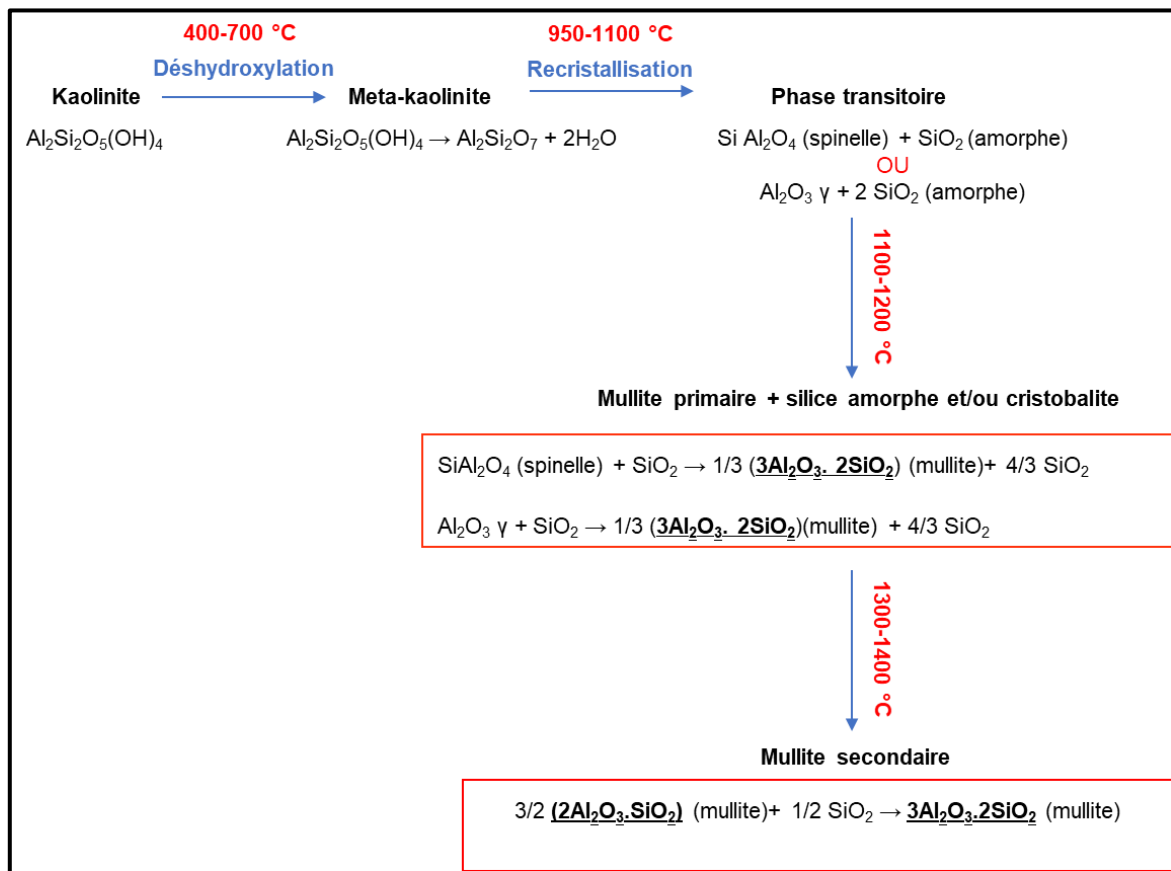 400-700 °C
Déshydroxylation
950-1100 °C
Recristallisation
Kaolinite
Meta-kaolinite
Phase transitoire
Al₂Si₂O₅(OH)₄
Al₂Si₂O₅(OH)₄ → Al₂Si₂O₇ + 2H₂O
Si Al₂O₄ (spinelle) + SiO₂ (amorphe)
OU
Al₂O₃ γ + 2 SiO₂ (amorphe)
1100-1200 °C
Mullite primaire + silice amorphe et/ou cristobalite
SiAl₂O₄ (spinelle) + SiO₂ → 1/3 (3Al₂O₃. 2SiO₂) (mullite)+ 4/3 SiO₂
Al₂O₃ γ + SiO₂ → 1/3 (3Al₂O₃. 2SiO₂)(mullite) + 4/3 SiO₂
1300-1400 °C
Mullite secondaire
3/2 (2Al₂O₃.SiO₂) (mullite)+ 1/2 SiO₂ → 3Al₂O₃.2SiO₂ (mullite)